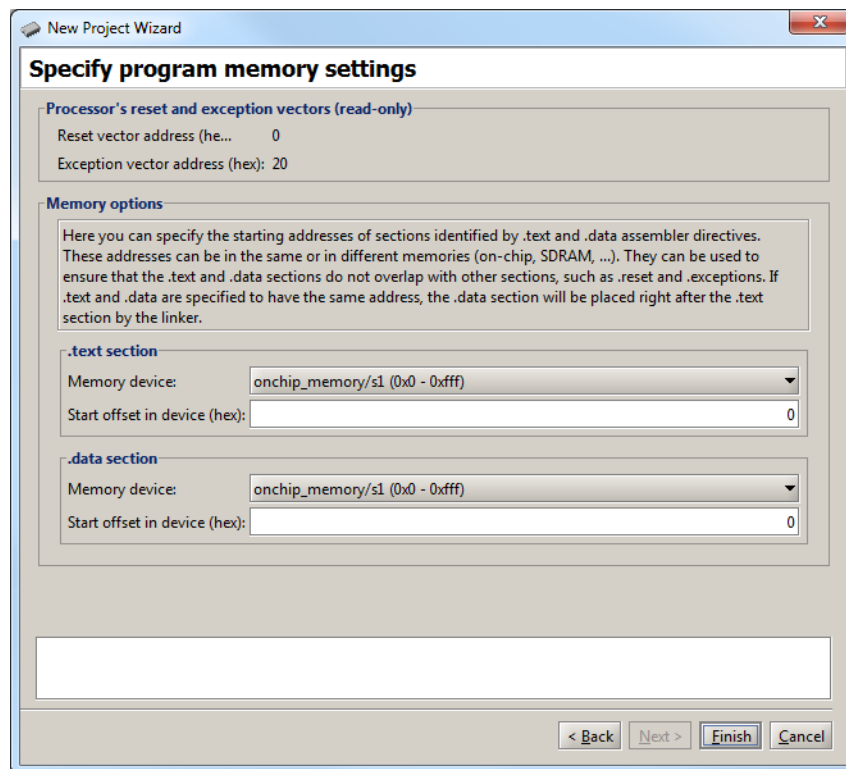 New Project Wizard
Specify program memory settings
Processor's reset and exception vectors (read-only)
Reset vector address (he... 0
Exception vector address (hex): 20
Memory options
Here you can specify the starting addresses of sections identified by .text and .data assembler directives.
These addresses can be in the same or in different memories (on-chip, SDRAM, ...). They can be used to
ensure that the .text and .data sections do not overlap with other sections, such as .reset and .exceptions. If
.text and .data are specified to have the same address, the .data section will be placed right after the .text
section by the linker.
.text section
Memory device: onchip_memory/s1 (0x0 - 0xfff)
Start offset in device (hex): 0
.data section
Memory device: onchip_memory/s1 (0x0 - 0xfff)
Start offset in device (hex): 0
< Back Next > Finish Cancel